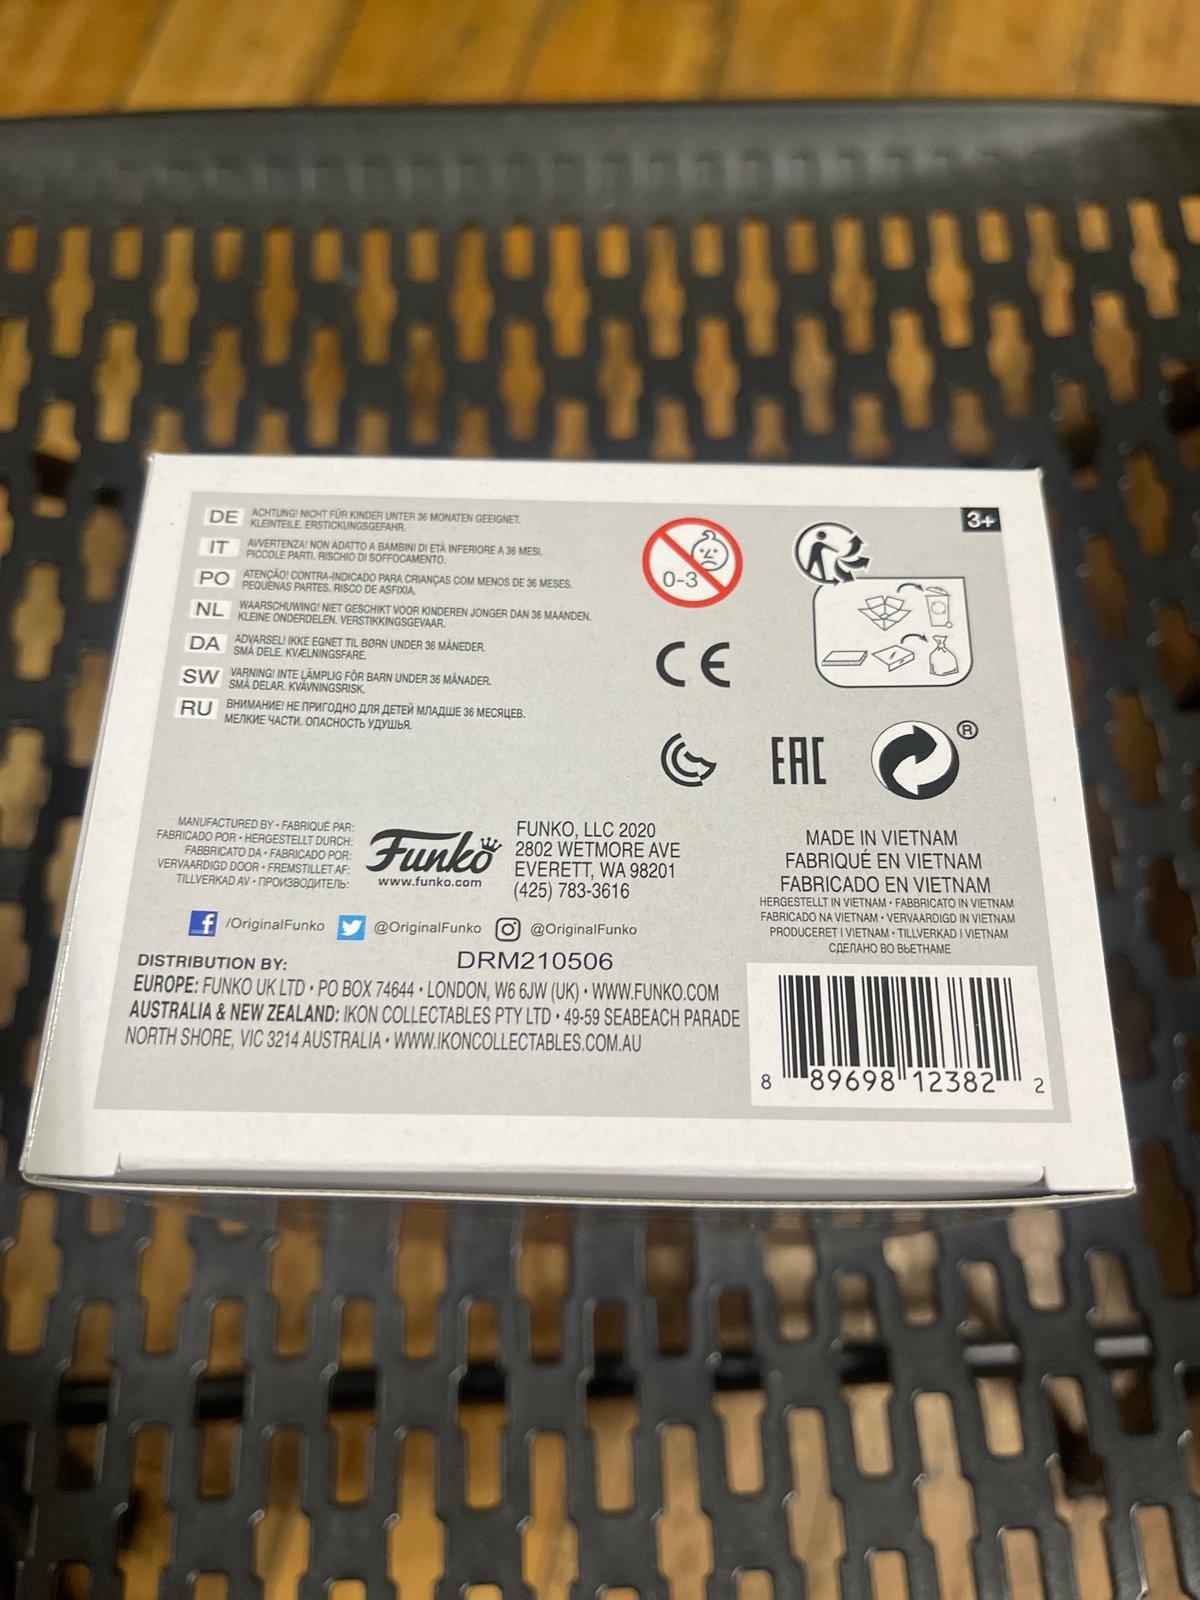 DE ACHTUNG! NICHT FÜR KINDER UNTER 36 MONATEN GEEIGNET.
KLEINTEILE. ERSTICKUNGSGEFAHR.
IT AVVERTENZA! NON ADATTO A BAMBINI DI ETÀ INFERIORE A 36 MESI.
PICCOLE PARTI. RISCHIO DI SOFFOCAMENTO.
PO ATENÇÃO! CONTRA-INDICADO PARA CRIANÇAS COM MENOS DE 36 MESES.
PEQUENAS PARTES. RISCO DE ASFIXIA.
NL WAARSCHUWING! NIET GESCHIKT VOOR KINDEREN JONGER DAN 36 MAANDEN.
KLEINE ONDERDELEN. VERSTIKKINGSGEVAAR.
DA ADVARSEL! IKKE EGNET TIL BØRN UNDER 36 MÅNEDER.
SMÅ DELE. KVÆLNINGSFARE.
SW VARNING! INTE LÄMPLIG FÖR BARN UNDER 36 MÅNADER.
SMÅ DELAR. KVÄVNINGSRISK.
RU ВНИМАНИЕ! НЕ ПРИГОДНО ДЛЯ ДЕТЕЙ МЛАДШЕ 36 МЕСЯЦЕВ.
МЕЛКИЕ ЧАСТИ. ОПАСНОСТЬ УДУШЬЯ.
0-3
3+
CE
EAC
®
MANUFACTURED BY • FABRIQUÉ PAR:
FABRICADO POR • HERGESTELLT DURCH:
FABBRICATO DA • FABRICADO POR:
VERVAARDIGD DOOR • FREMSTILLET AF:
TILLVERKAD AV • ПРОИЗВОДИТЕЛЬ:
Funko
www.funko.com
FUNKO, LLC 2020
2802 WETMORE AVE
EVERETT, WA 98201
(425) 783-3616
/OriginalFunko @OriginalFunko @OriginalFunko
DRM210506
DISTRIBUTION BY:
EUROPE: FUNKO UK LTD • PO BOX 74644 • LONDON, W6 6JW (UK) • WWW.FUNKO.COM
AUSTRALIA & NEW ZEALAND: IKON COLLECTABLES PTY LTD • 49-59 SEABEACH PARADE
NORTH SHORE, VIC 3214 AUSTRALIA • WWW.IKONCOLLECTABLES.COM.AU
MADE IN VIETNAM
FABRIQUÉ EN VIETNAM
FABRICADO EN VIETNAM
HERGESTELLT IN VIETNAM • FABBRICATO IN VIETNAM
FABRICADO NA VIETNAM • VERVAARDIGD IN VIETNAM
PRODUCERET I VIETNAM • TILLVERKAD I VIETNAM
СДЕЛАНО ВО ВЬЕТНАМЕ
8 89698 12382 2